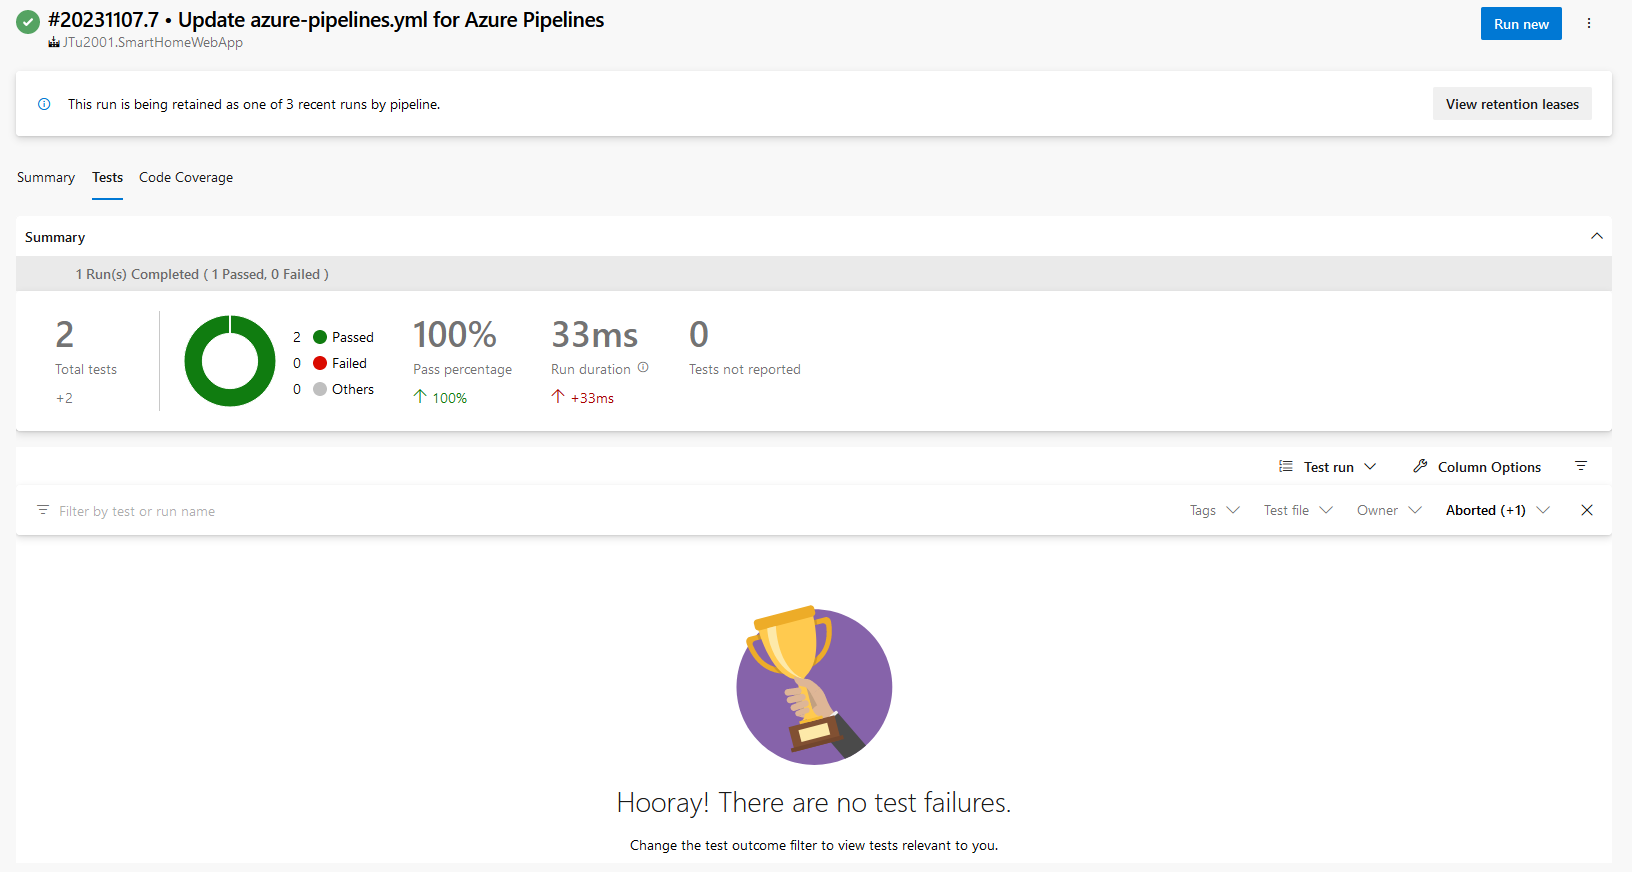 #20231107.7 • Update azure-pipelines.yml for Azure Pipelines
Run new
JTu2001.SmartHomeWebApp
This run is being retained as one of 3 recent runs by pipeline.
View retention leases
Summary Tests Code Coverage
Summary
1 Run(s) Completed ( 1 Passed, 0 Failed )
2
Total tests
+2
2 Passed
0 Failed
0 Others
100%
Pass percentage
100%
33ms
Run duration
+33ms
0
Tests not reported
Test run
Column Options
Filter by test or run name
Tags
Test file
Owner
Aborted (+1)
Hooray! There are no test failures.
Change the test outcome filter to view tests relevant to you.